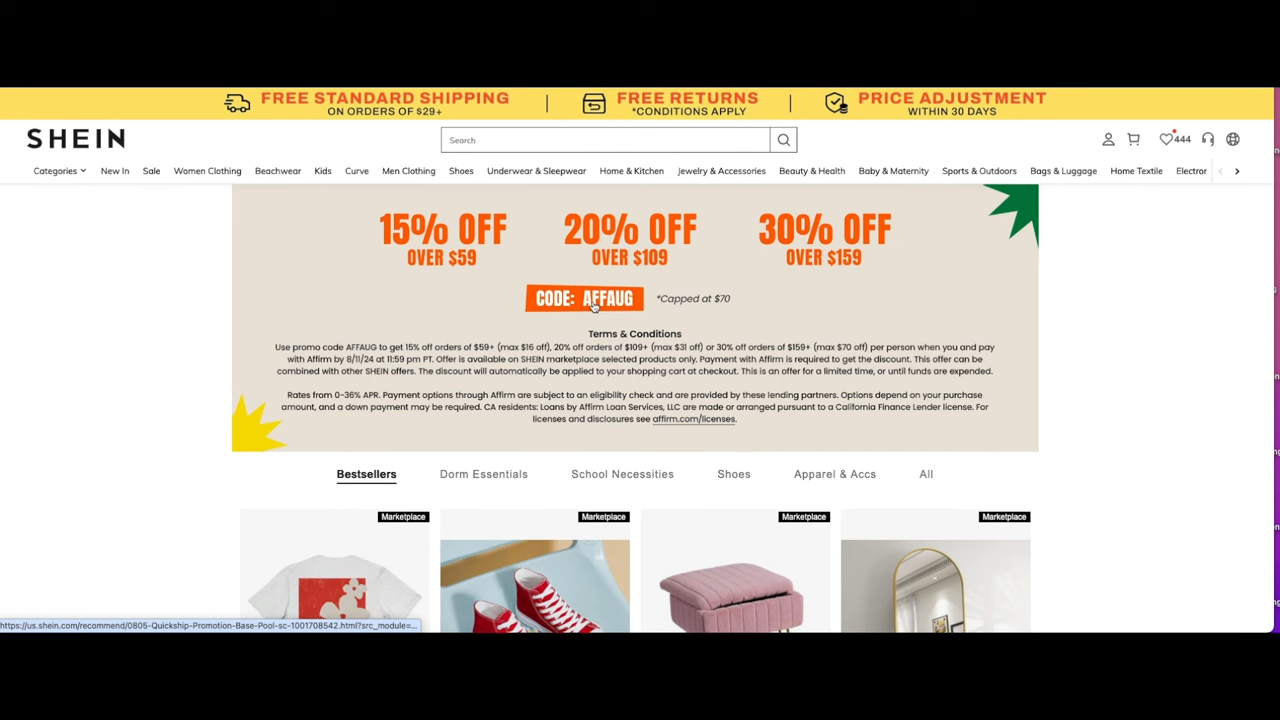 FREE STANDARD SHIPPING
ON ORDERS OF $29+
FREE RETURNS
*CONDITIONS APPLY
PRICE ADJUSTMENT
WITHIN 30 DAYS
SHEIN
Search
444
Categories New In Sale Women Clothing Beachwear Kids Curve Men Clothing Shoes Underwear & Sleepwear Home & Kitchen Jewelry & Accessories Beauty & Health Baby & Maternity Sports & Outdoors Bags & Luggage Home Textile Electror
15% OFF
OVER $59
20% OFF
OVER $109
30% OFF
OVER $159
CODE: AFFAUG
*Capped at $70
Terms & Conditions
Use promo code AFFAUG to get 15% off orders of $59+ (max $16 off), 20% off orders of $109+ (max $31 off) or 30% off orders of $159+ (max $70 off) per person when you and pay
with Affirm by 8/11/24 at 11:59 pm PT. Offer is available on SHEIN marketplace selected products only. Payment with Affirm is required to get the discount. This offer can be
combined with other SHEIN offers. The discount will automatically be applied to your shopping cart at checkout. This is an offer for a limited time, or until funds are expended.
Rates from 0-36% APR. Payment options through Affirm are subject to an eligibility check and are provided by these lending partners. Options depend on your purchase
amount, and a down payment may be required. CA residents: Loans by Affirm Loan Services, LLC are made or arranged pursuant to a California Finance Lender license. For
licenses and disclosures see affirm.com/licenses.
Bestsellers Dorm Essentials School Necessities Shoes Apparel & Accs All
Marketplace Marketplace Marketplace Marketplace
https://us.shein.com/recommend/0805-Quickship-Promotion-Base-Pool-sc-1001708542.html?src_module=...